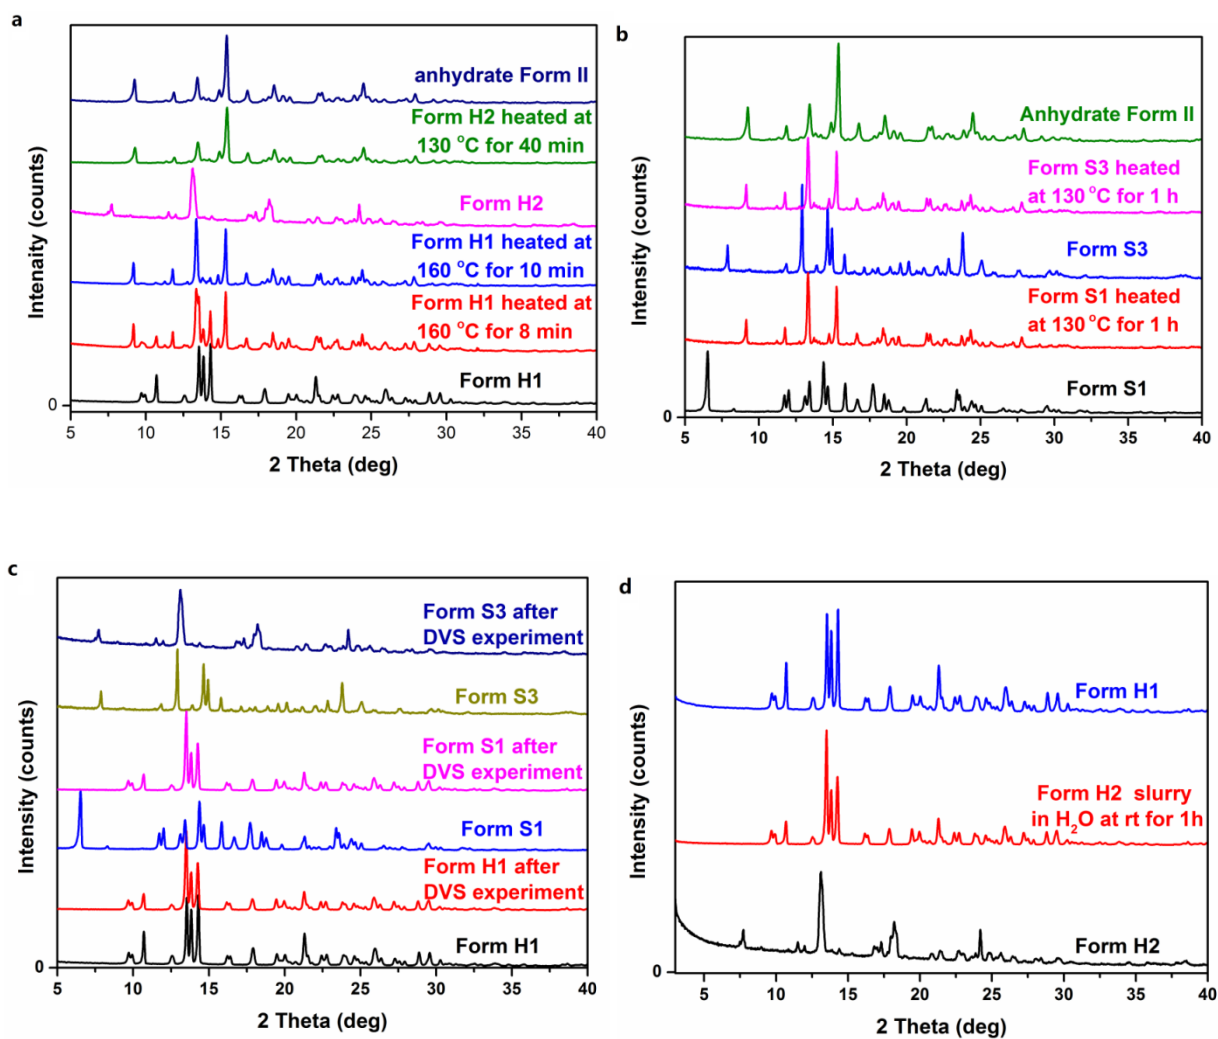 a
Intenaity (counts)
anhydrate Form II
Form H2 heated at
130 °C for 40 min
Form H2
Form H1 heated at
160 °C for 10 min
Form H1 heated at
160 °C for 8 min
Form H1
0
5 10 15 20 25 30 35 40
2 Theta (deg)
b
Intensity (counts)
Anhydrate Form II
Form S3 heated
at 130 °C for 1 h
Form S3
Form S1 heated
at 130 °C for 1 h
Form S1
0
5 10 15 20 25 30 35 40
2 Theta (deg)
c
Intensity (counts)
Form S3 after
DVS experiment
Form S3
Form S1 after
DVS experiment
Form S1
Form H1 after
DVS experiment
Form H1
0
5 10 15 20 25 30 35 40
2 Theta (deg)
d
Intensity (counts)
Form H1
Form H2 slurry
in H₂O at rt for 1h
Form H2
0
5 10 15 20 25 30 35 40
2 Theta (deg)